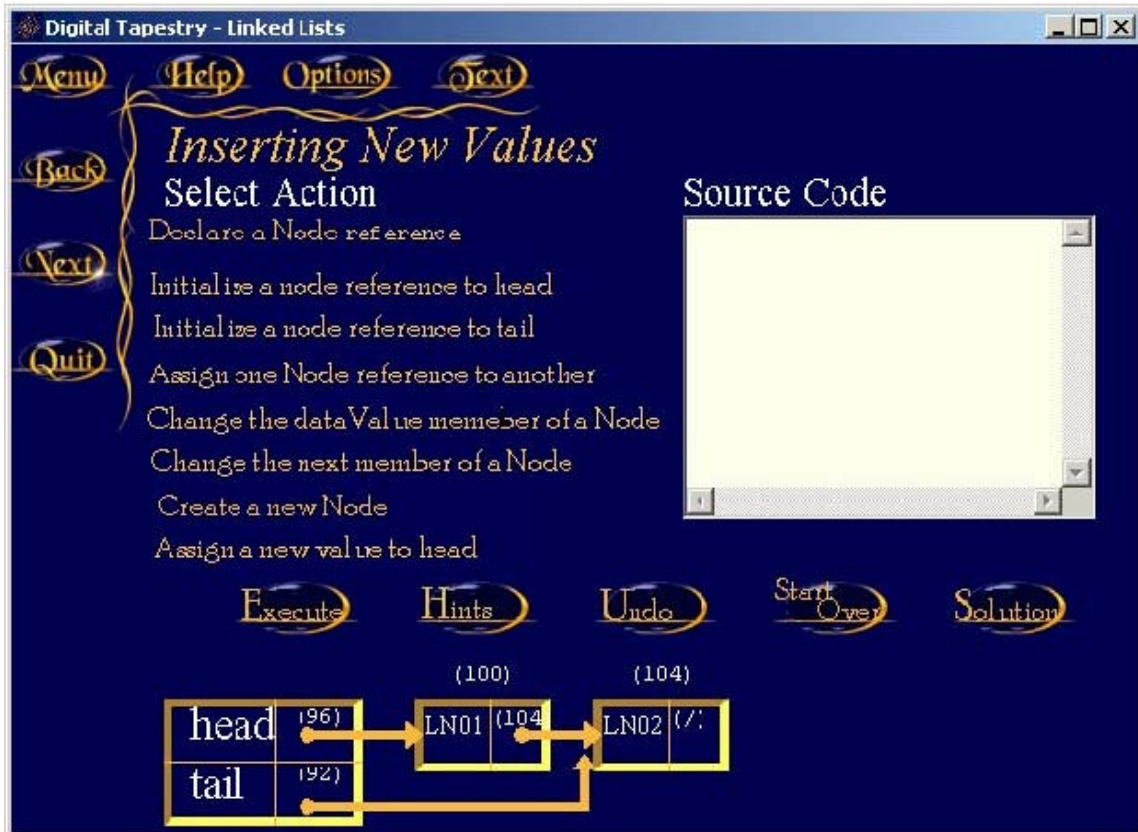 Digital Tapestry - Linked Lists
Menu Help Options Text
Inserting New Values
Back
Select Action
Source Code
Declare a Node reference
Next
Initialize a node reference to head
Initialize a node reference to tail
Quit
Assign one Node reference to another
Change the dataValue memeber of a Node
Change the next member of a Node
Create a new Node
Assign a new value to head
Execute Hints Undo Start Over Solution
(100) (104)
head (96) LN01 (104 LN02
tail (92)